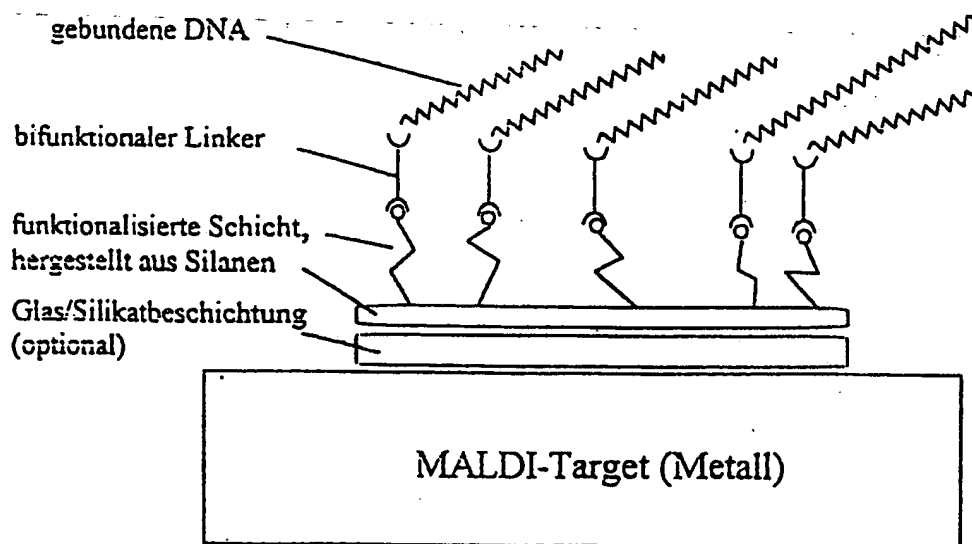 gebundene DNA
bifunktionaler Linker
funktionalisierte Schicht,
hergestellt aus Silanen
Glas/Silikatbeschichtung
(optional)
MALDI-Target (Metall)